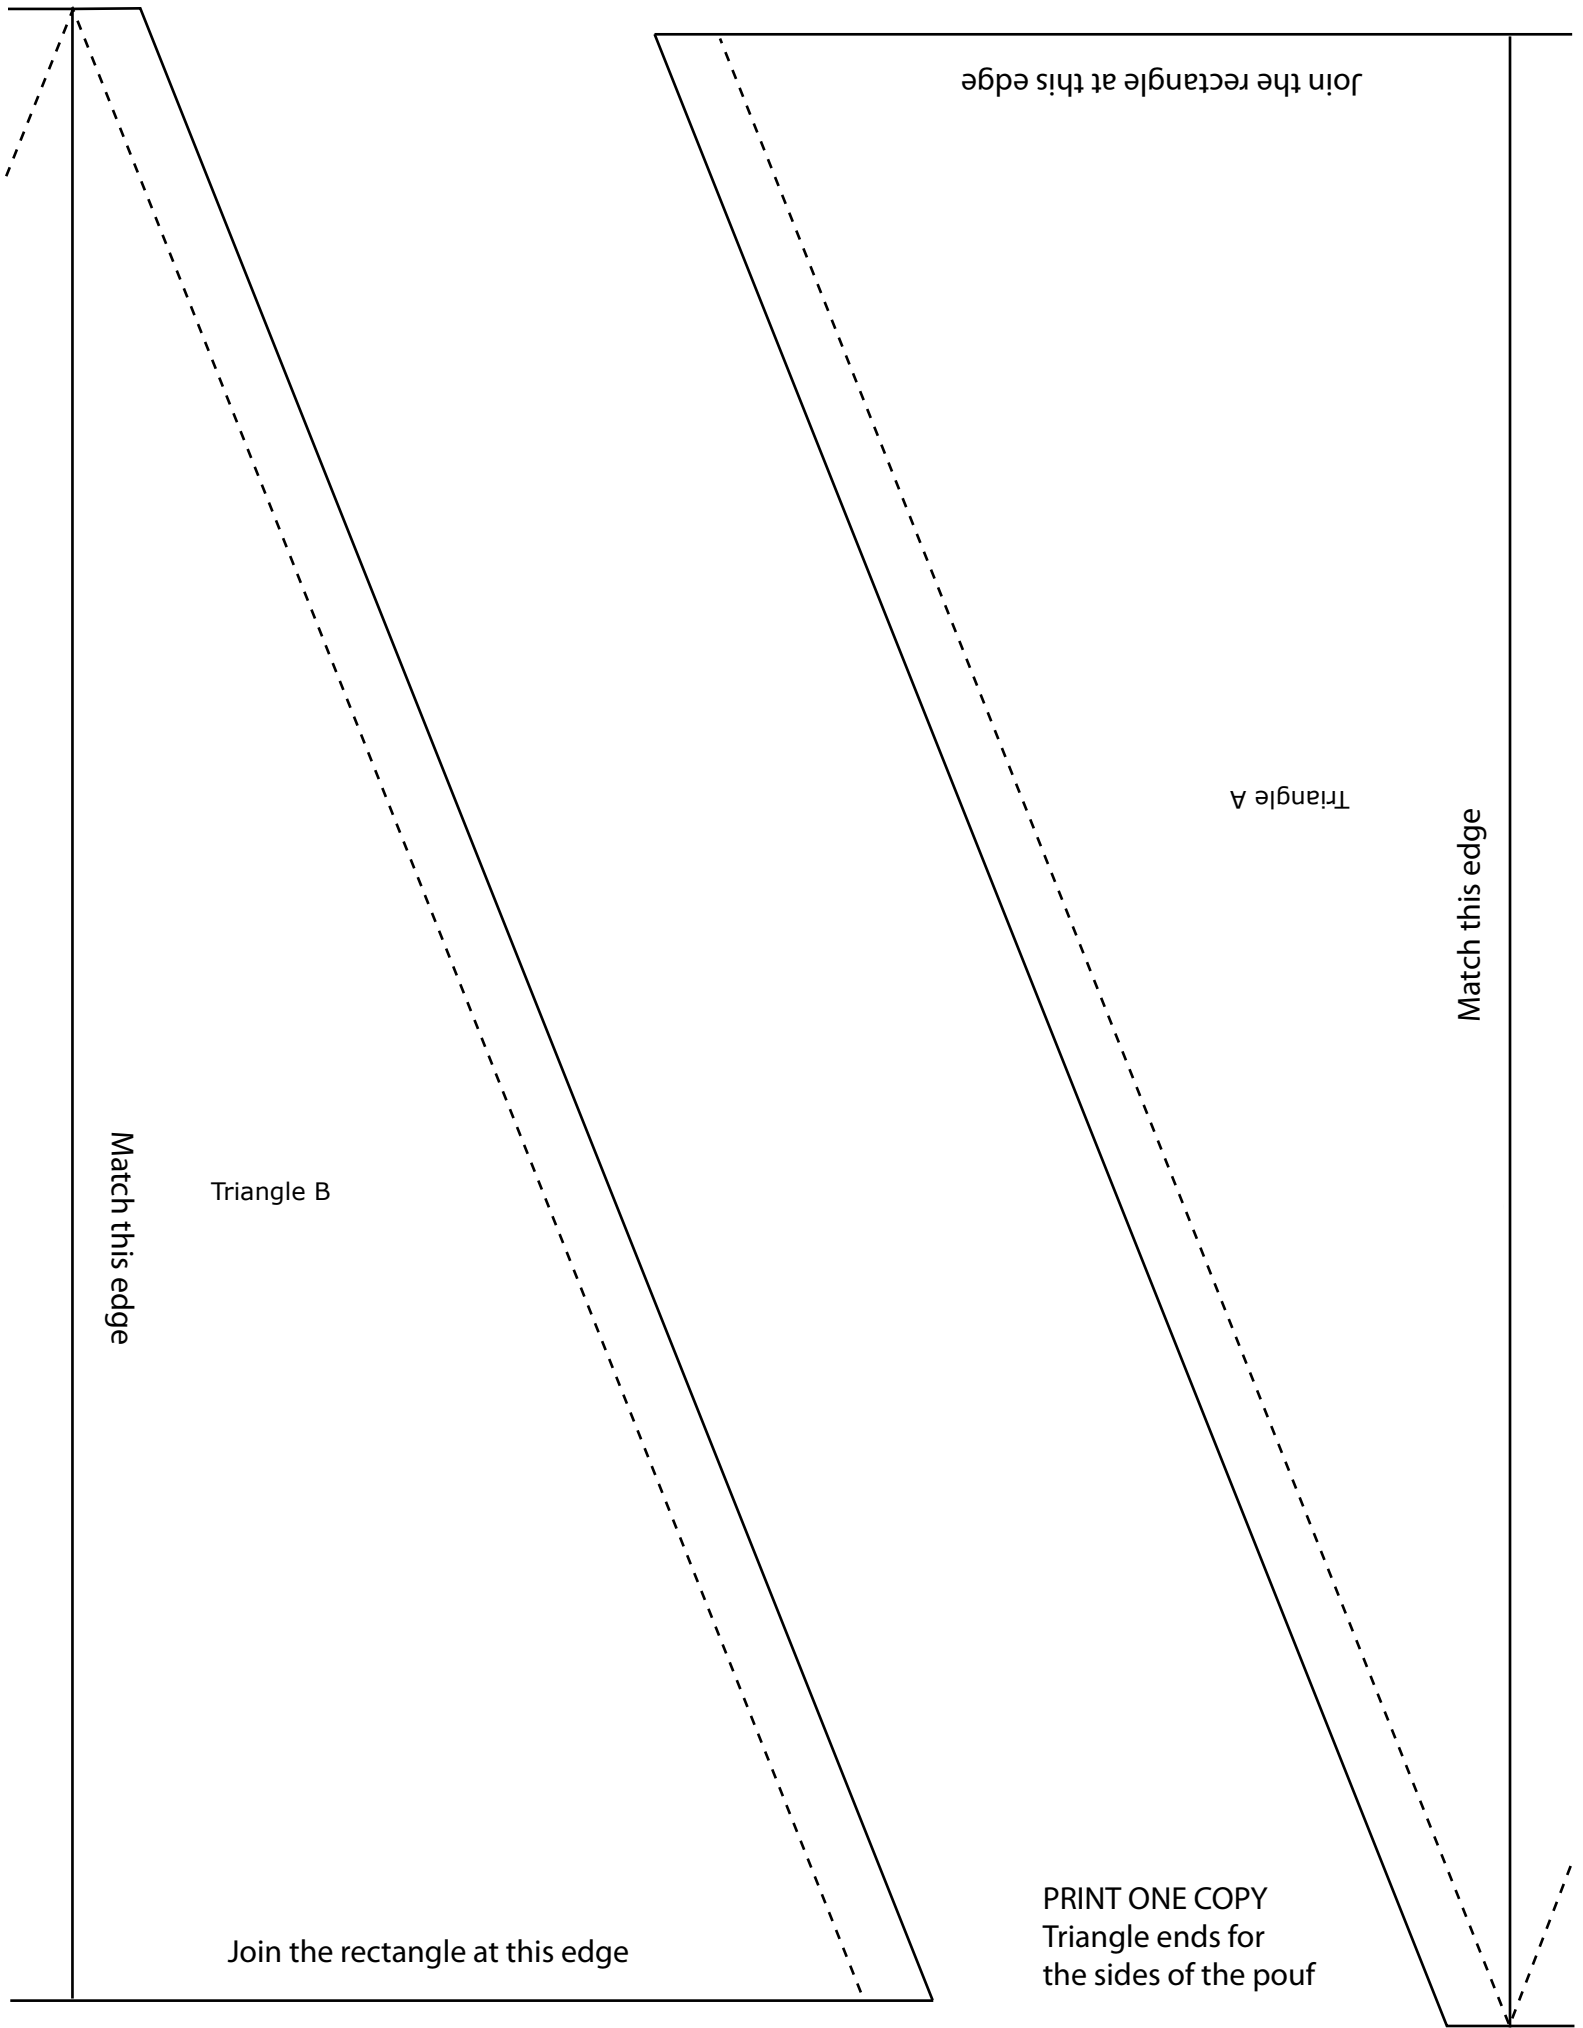 Join the rectangle at this edge
Triangle A
Match this edge
Match this edge
Triangle B
PRINT ONE COPY
Triangle ends for
the sides of the pouf
Join the rectangle at this edge